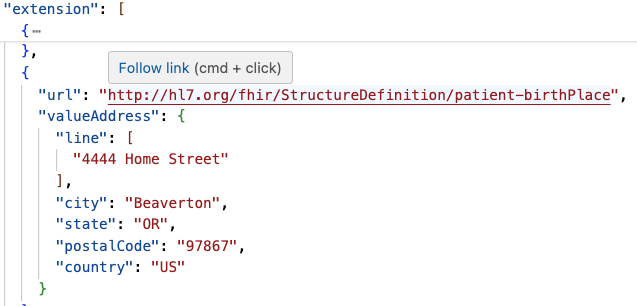 "extension": [
{…
},
Follow link (cmd + click)
{
"url": "http://hl7.org/fhir/StructureDefinition/patient-birthPlace",
"valueAddress": {
"line": [
"4444 Home Street"
],
"city": "Beaverton",
"state": "OR",
"postalCode": "97867",
"country": "US"
}